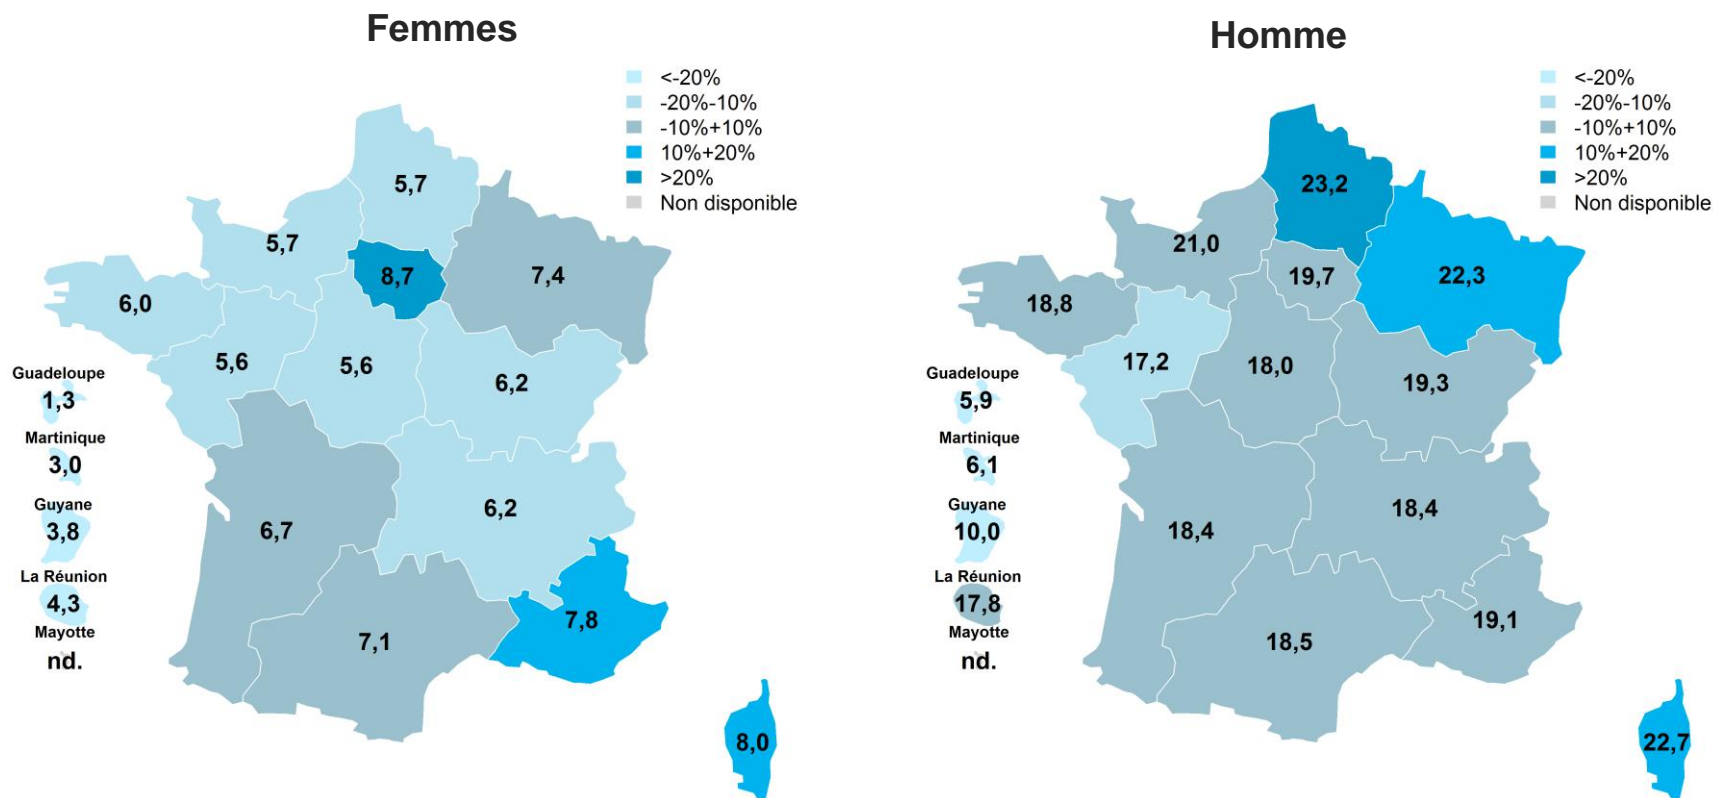 Femmes
<-20%
-20%-10%
-10%+10%
10%+20%
>20%
Non disponible
5,7
5,7
8,7
7,4
6,0
5,6
5,6
6,2
Guadeloupe
1,3
Martinique
3,0
Guyane
3,8
La Réunion
4,3
Mayotte
nd.
6,7
6,2
7,1
7,8
8,0
Homme
<-20%
-20%-10%
-10%+10%
10%+20%
>20%
Non disponible
23,2
21,0
19,7
22,3
18,8
17,2
18,0
19,3
Guadeloupe
5,9
Martinique
6,1
Guyane
10,0
La Réunion
17,8
Mayotte
nd.
18,4
18,4
18,5
19,1
22,7